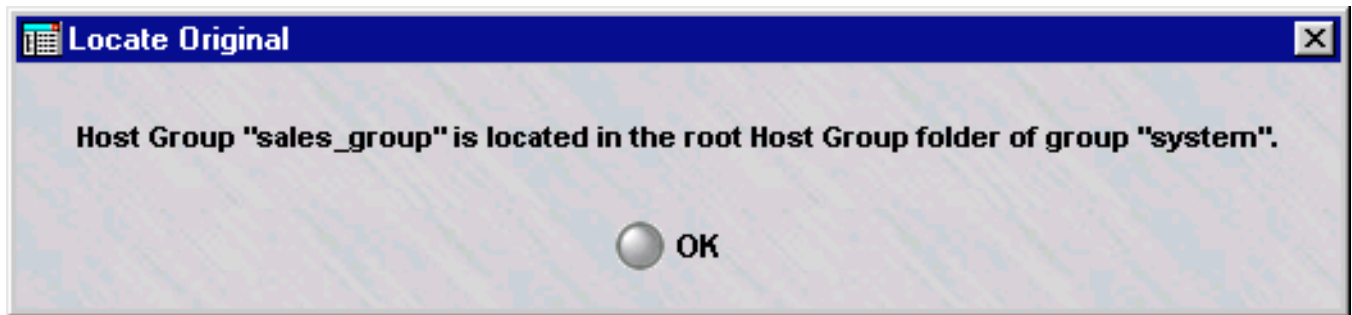 Locate Original
Host Group "sales_group" is located in the root Host Group folder of group "system".
OK